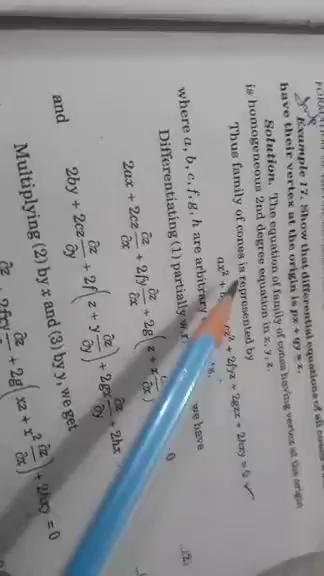 Example 17. Show that differential equations of all cones
have their vertex at the origin is px + qy = z.
Solution. The equation of family of cones having vertex at the origin
is homogeneous 2nd degree equation in x, y, z.
Thus family of cones is represented by
ax² + cz² + 2fyz + 2gzx + 2hxy = 0
where a, b, c, f, g, h are arbitrary
Differentiating (1) partially we have
2ax + 2cz ∂z/∂x + 2fy ∂z/∂x + 2g(z + x ∂z/∂x) 0
and
2by + 2cz ∂z/∂y + 2f(z + y ∂z/∂y) + 2gx ∂z/∂y + 2hx
Multiplying (2) by x and (3) by y, we get
∂z + 2fxy ∂z/∂x + 2g(xz + x² ∂z/∂x) + 2hxy = 0